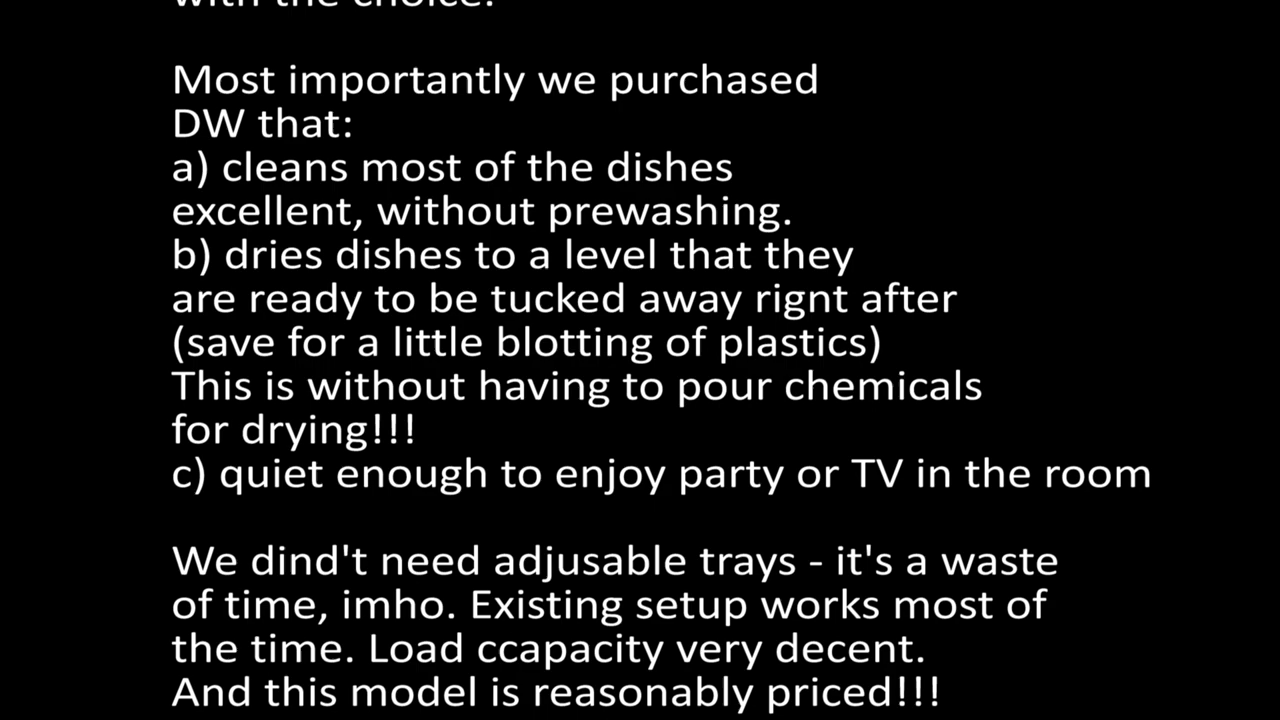 with the choice.
Most importantly we purchased
DW that:
a) cleans most of the dishes
excellent, without prewashing.
b) dries dishes to a level that they
are ready to be tucked away rignt after
(save for a little blotting of plastics)
This is without having to pour chemicals
for drying!!!
c) quiet enough to enjoy party or TV in the room
We dind't need adjusable trays - it's a waste
of time, imho. Existing setup works most of
the time. Load ccapacity very decent.
And this model is reasonably priced!!!